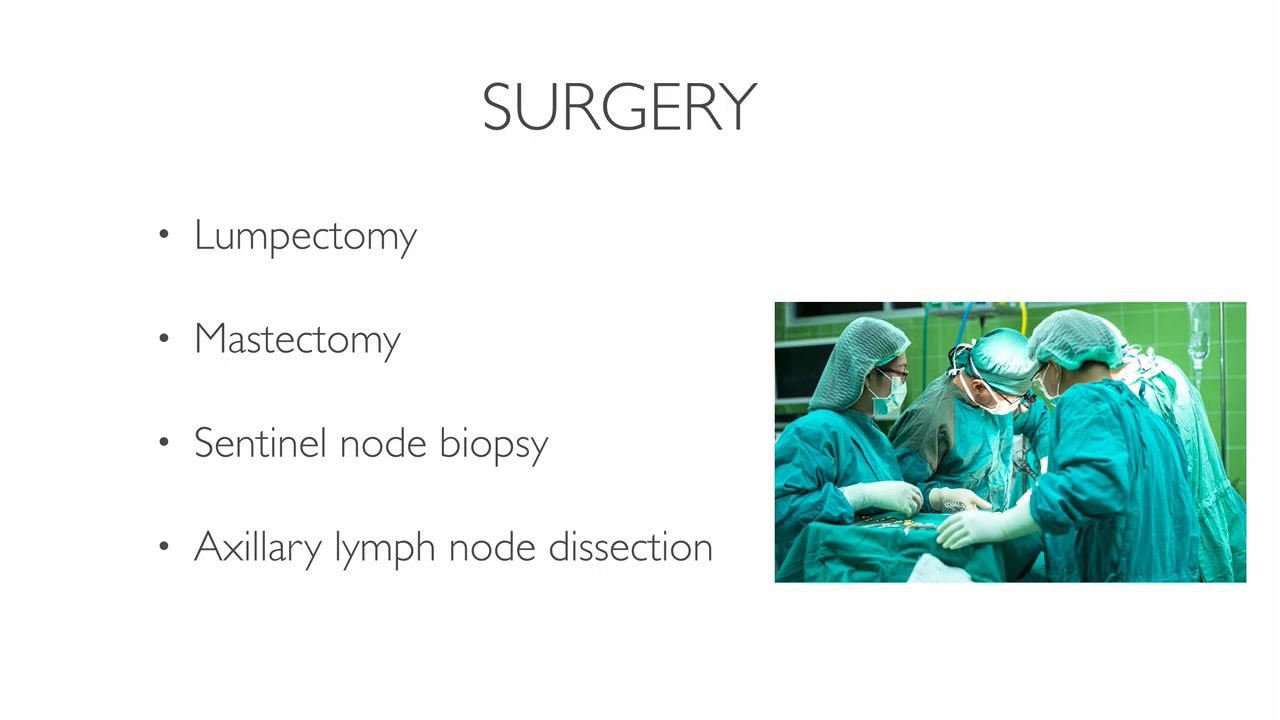 SURGERY
• Lumpectomy
• Mastectomy
• Sentinel node biopsy
• Axillary lymph node dissection